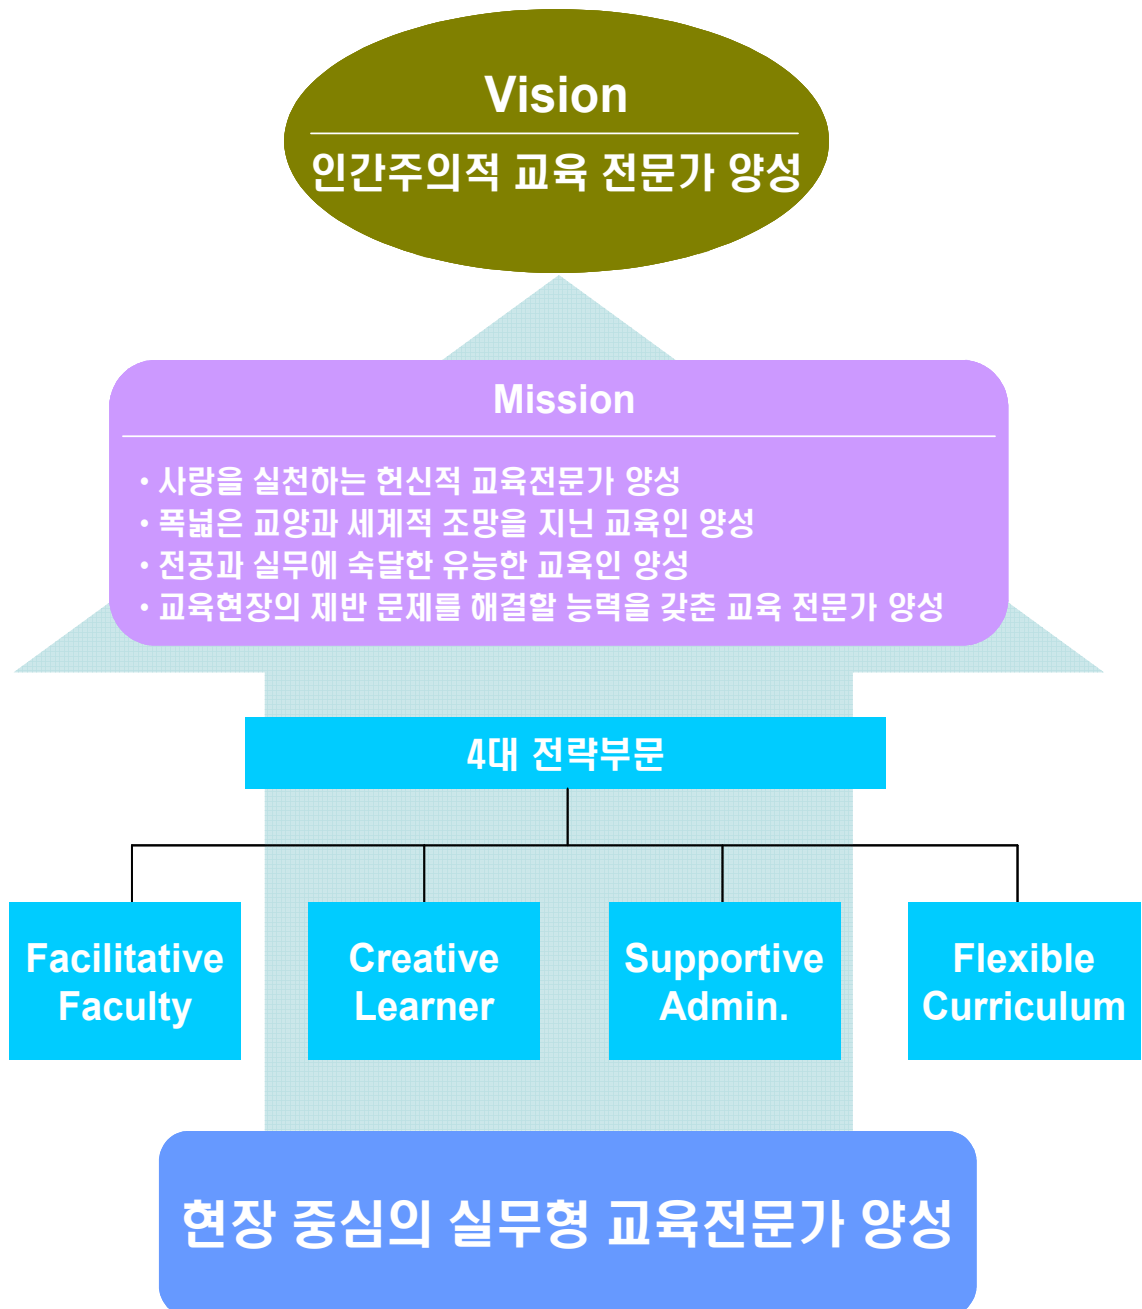 Vision
인간주의적 교육 전문가 양성
Mission
• 사랑을 실천하는 헌신적 교육전문가 양성
• 폭넓은 교양과 세계적 조망을 지닌 교육인 양성
• 전공과 실무에 숙달한 유능한 교육인 양성
• 교육현장의 제반 문제를 해결할 능력을 갖춘 교육 전문가 양성
4대 전략부문
Facilitative
Faculty
Creative
Learner
Supportive
Admin.
Flexible
Curriculum
현장 중심의 실무형 교육전문가 양성